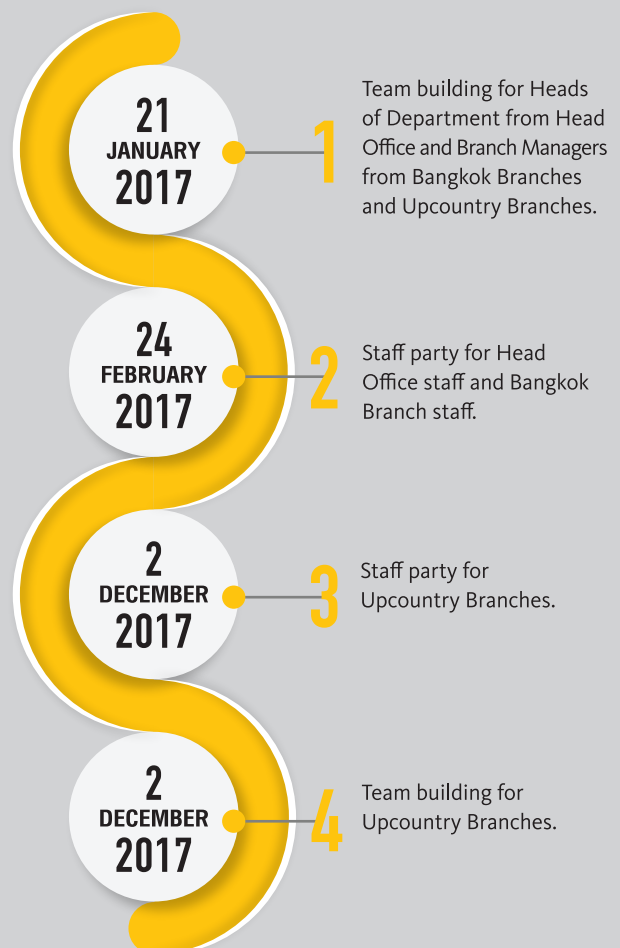 21
JANUARY
2017
1
Team building for Heads
of Department from Head
Office and Branch Managers
from Bangkok Branches
and Upcountry Branches.
24
FEBRUARY
2017
2
Staff party for Head
Office staff and Bangkok
Branch staff.
2
DECEMBER
2017
3
Staff party for
Upcountry Branches.
2
DECEMBER
2017
4
Team building for
Upcountry Branches.